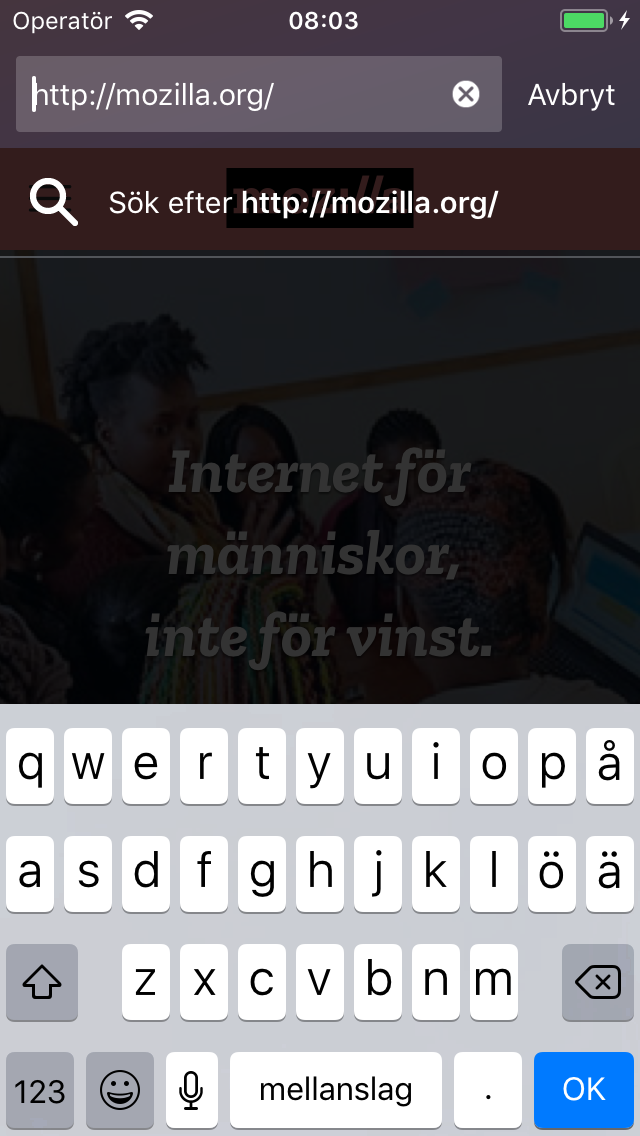 Operatör 08:03
http://mozilla.org/ Avbryt
mozilla
Sök efter http://mozilla.org/
Internet för
människor,
inte för vinst.
q w e r t y u i o p å
a s d f g h j k l ö ä
z x c v b n m
123 mellanslag . OK